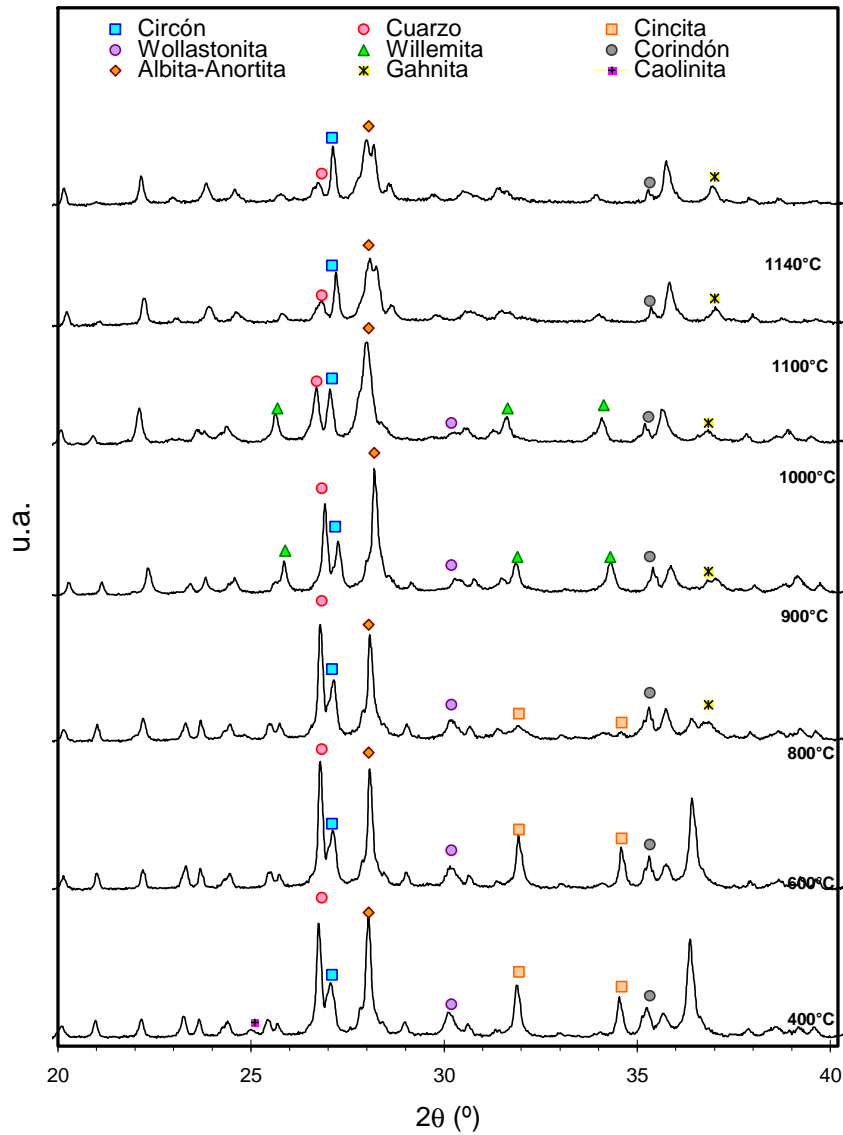 Circón Cuarzo Cincita
Wollastonita Willemita Corindón
Albita-Anortita Gahnita Caolinita
1140°C
1100°C
1000°C
u.a.
900°C
800°C
600°C
400°C
20 25 30 35 40
2θ (º)